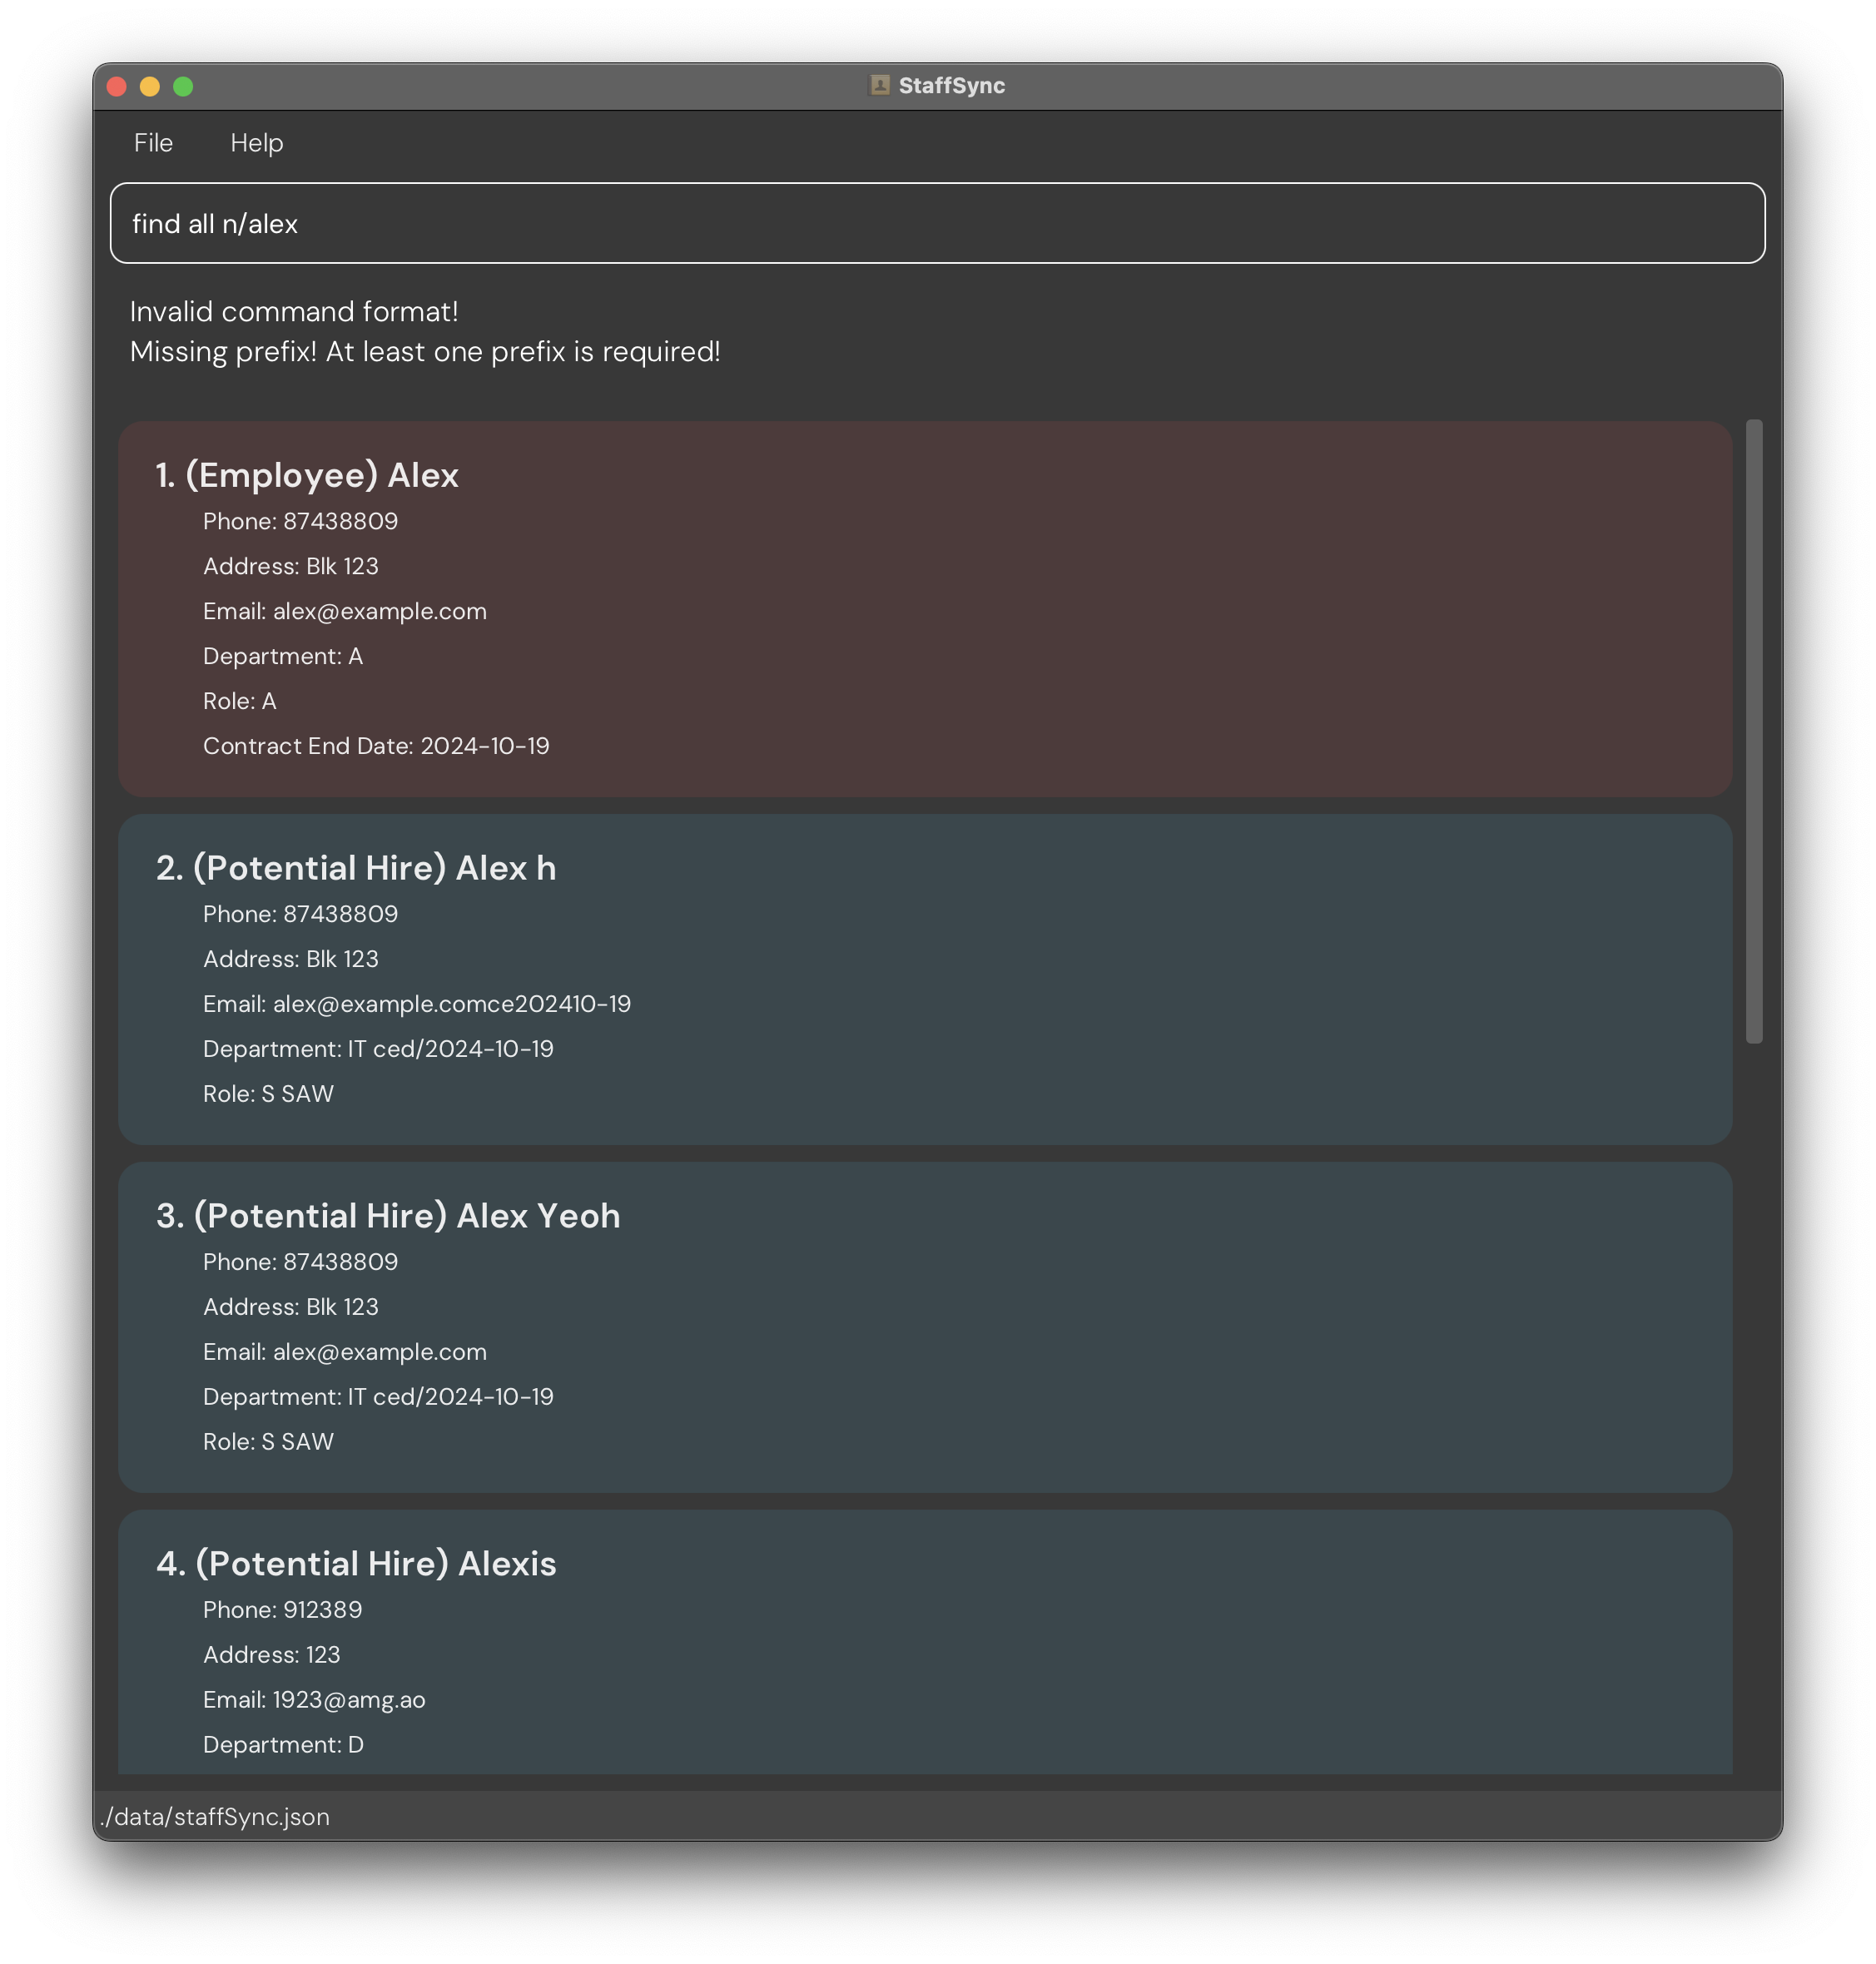 StaffSync
File Help
find all n/alex
Invalid command format!
Missing prefix! At least one prefix is required!
1. (Employee) Alex
Phone: 87438809
Address: Blk 123
Email: alex@example.com
Department: A
Role: A
Contract End Date: 2024-10-19
2. (Potential Hire) Alex h
Phone: 87438809
Address: Blk 123
Email: alex@example.comce202410-19
Department: IT ced/2024-10-19
Role: S SAW
3. (Potential Hire) Alex Yeoh
Phone: 87438809
Address: Blk 123
Email: alex@example.com
Department: IT ced/2024-10-19
Role: S SAW
4. (Potential Hire) Alexis
Phone: 912389
Address: 123
Email: 1923@amg.ao
Department: D
./data/staffSync.json